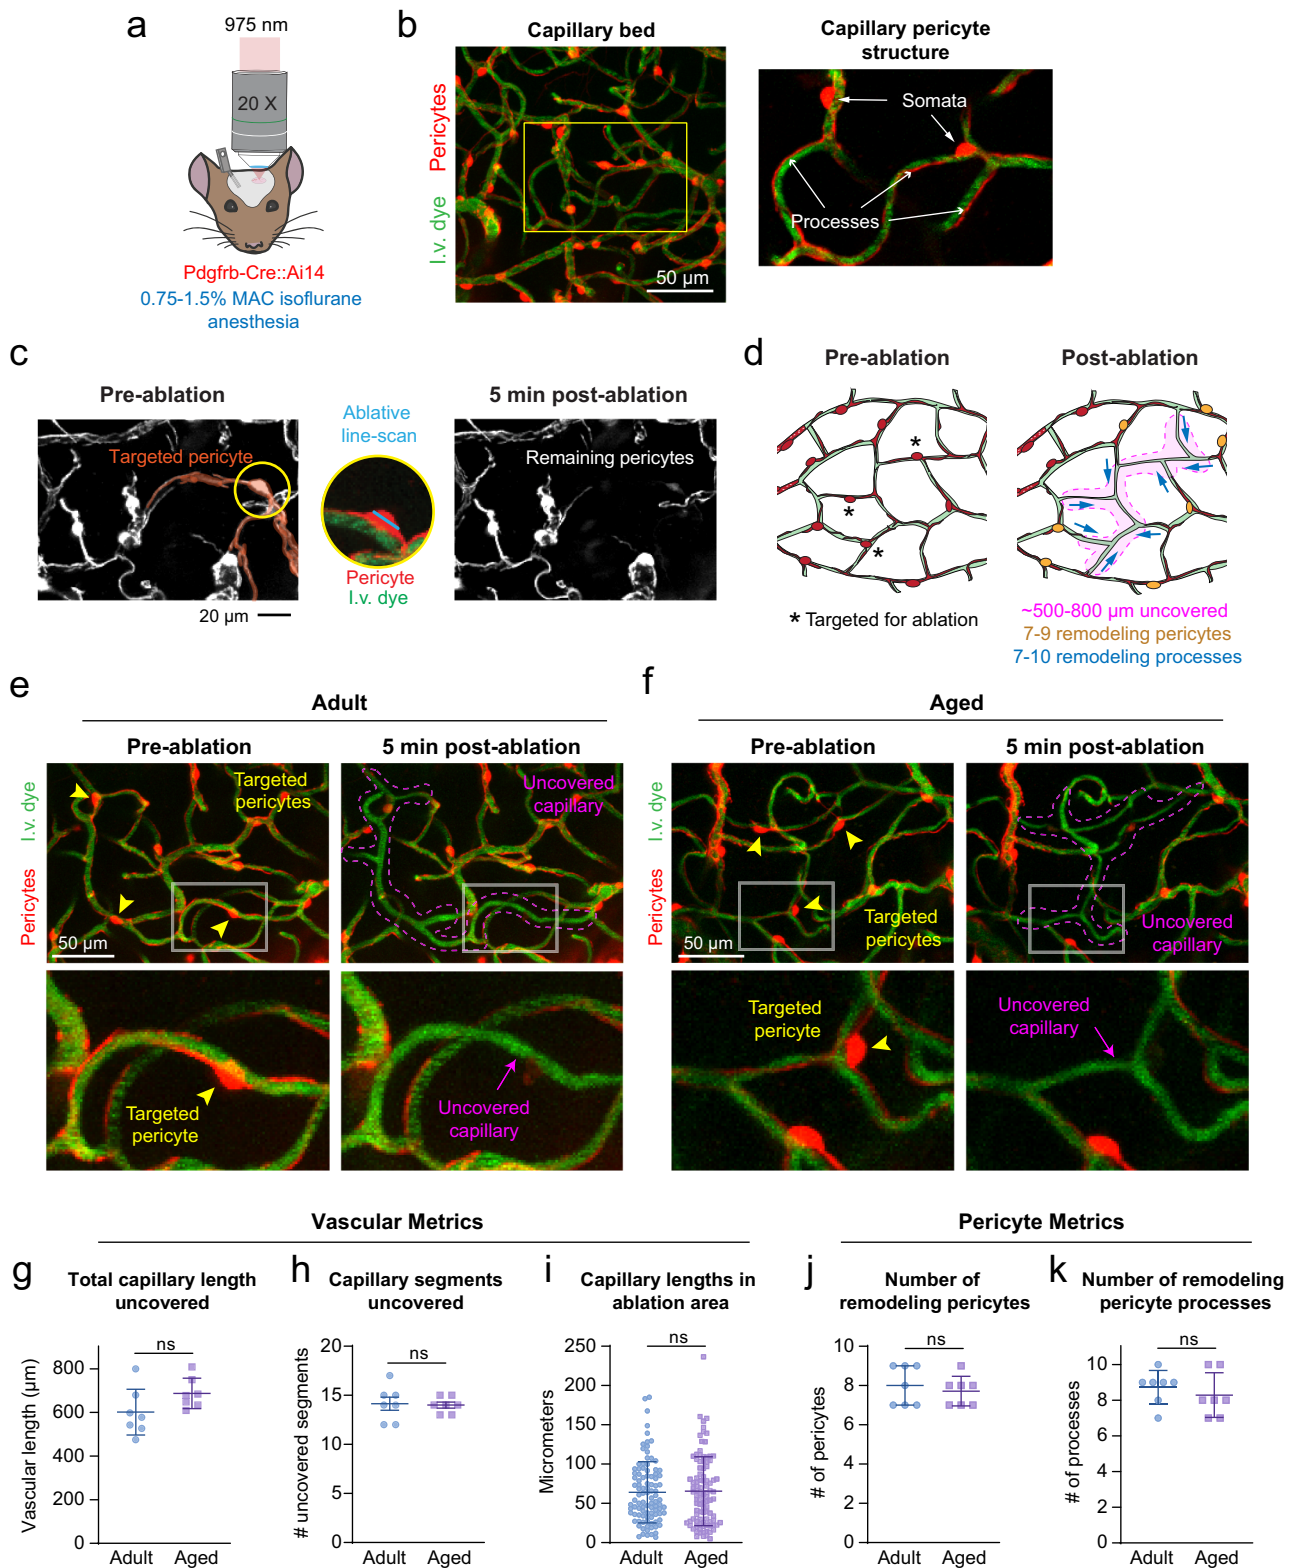 a
975 nm
20 X
Pdgfrb-Cre::Ai14
0.75-1.5% MAC isoflurane
anesthesia
b
Capillary bed
Capillary pericyte
structure
I.v. dye
Pericytes
50 µm
Somata
Processes
c
Pre-ablation
5 min post-ablation
Targeted pericyte
Ablative
line-scan
Pericyte
I.v. dye
Remaining pericytes
20 µm
d
Pre-ablation
Post-ablation
*
*
*
* Targeted for ablation
~500-800 µm uncovered
7-9 remodeling pericytes
7-10 remodeling processes
e
Adult
Pre-ablation
5 min post-ablation
Pericytes
I.v. dye
Targeted
pericytes
50 µm
Uncovered
capillary
Targeted
pericyte
Uncovered
capillary
f
Aged
Pre-ablation
5 min post-ablation
Pericytes
I.v. dye
Targeted
pericytes
50 µm
Uncovered
capillary
Targeted
pericyte
Uncovered
capillary
Vascular Metrics
Pericyte Metrics
g
Total capillary length
uncovered
ns
Vascular length (µm)
800
600
400
200
0
Adult
Aged
h
Capillary segments
uncovered
ns
# uncovered segments
20
15
10
5
0
Adult
Aged
i
Capillary lengths in
ablation area
ns
Micrometers
250
200
150
100
50
0
Adult
Aged
j
Number of
remodeling pericytes
ns
# of pericytes
10
8
6
4
2
0
Adult
Aged
k
Number of remodeling
pericyte processes
ns
# of processes
10
8
6
4
2
0
Adult
Aged